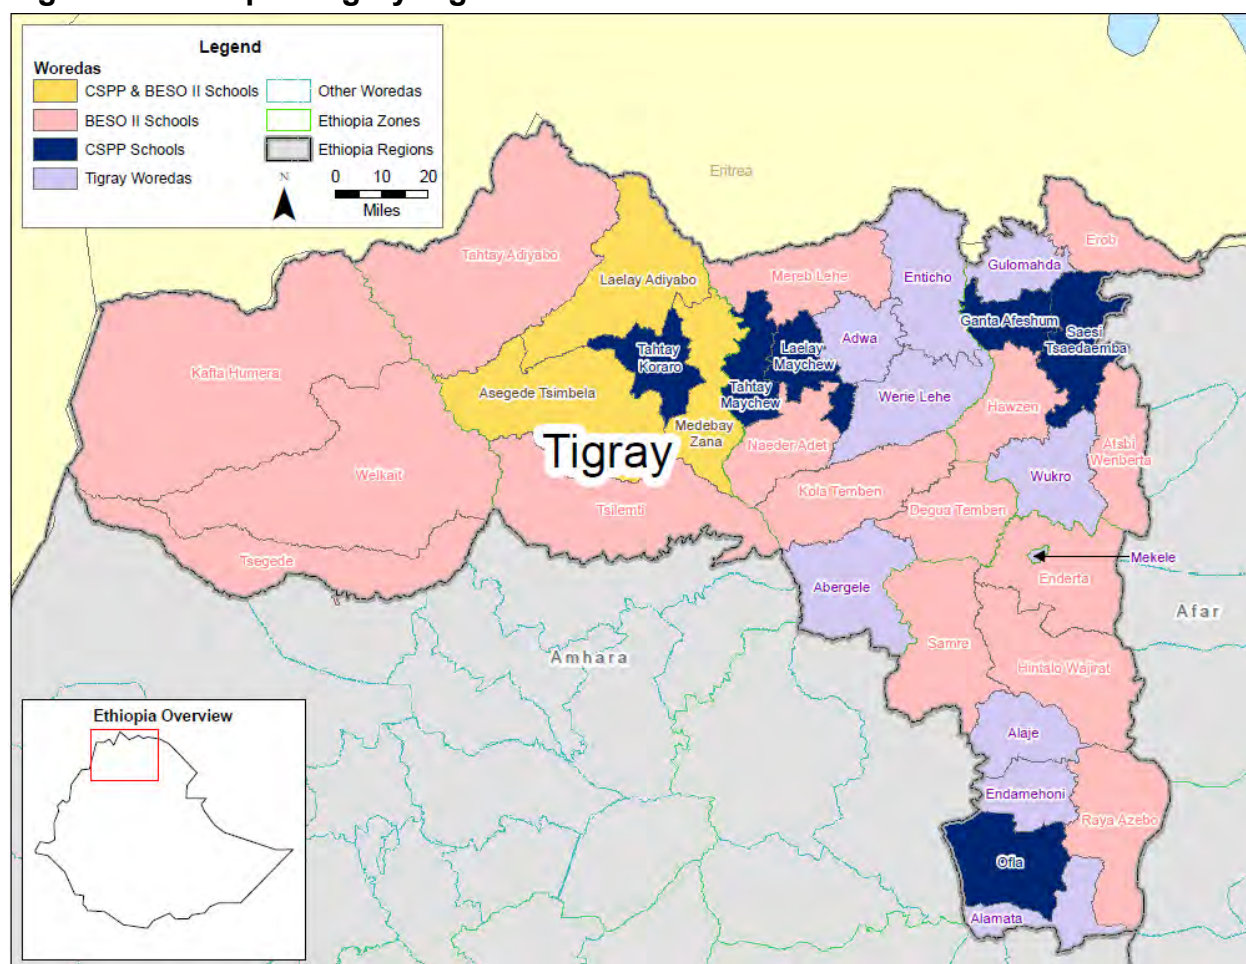 Legend
Woredas
CSPP & BESO II Schools
BESO II Schools
CSPP Schools
Tigray Woredas
Other Woredas
Ethiopia Zones
Ethiopia Regions
N
0 10 20
Miles
Eritrea
Tahtay Adiyabo
Laelay Adiyabo
Mereb Lehe
Enticho
Gulomahda
Erob
Kafta Humera
Tahtay
Koraro
Laelay
Maychew
Adwa
Ganta Afeshum
Saesi
Tsaedaemba
Asegede Tsimbela
Tahtay
Maychew
Werie Lehe
Hawzen
Medebay
Zana
Naeder Adet
Atsbi
Wenberta
Tigray
Welkait
Wukro
Kola Temben
Tsilemti
Degua Temben
Tsegede
Mekele
Enderta
Abergele
Afar
Amhara
Samre
Hintalo Wajirat
Alaje
Endamehoni
Raya Azebo
Ofla
Alamata
Ethiopia Overview